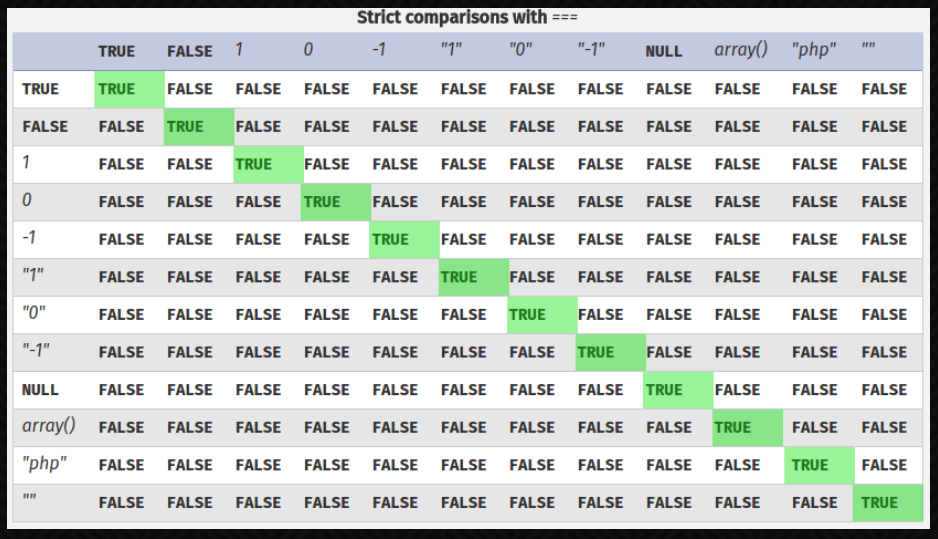 Strict comparisons with ===
TRUE FALSE 1 0 -1 "1" "0" "-1" NULL array() "php" ""
TRUE TRUE FALSE FALSE FALSE FALSE FALSE FALSE FALSE FALSE FALSE FALSE FALSE
FALSE FALSE TRUE FALSE FALSE FALSE FALSE FALSE FALSE FALSE FALSE FALSE FALSE
1 FALSE FALSE TRUE FALSE FALSE FALSE FALSE FALSE FALSE FALSE FALSE FALSE
0 FALSE FALSE FALSE TRUE FALSE FALSE FALSE FALSE FALSE FALSE FALSE FALSE
-1 FALSE FALSE FALSE FALSE TRUE FALSE FALSE FALSE FALSE FALSE FALSE FALSE
"1" FALSE FALSE FALSE FALSE FALSE TRUE FALSE FALSE FALSE FALSE FALSE FALSE
"0" FALSE FALSE FALSE FALSE FALSE FALSE TRUE FALSE FALSE FALSE FALSE FALSE
"-1" FALSE FALSE FALSE FALSE FALSE FALSE FALSE TRUE FALSE FALSE FALSE FALSE
NULL FALSE FALSE FALSE FALSE FALSE FALSE FALSE FALSE TRUE FALSE FALSE FALSE
array() FALSE FALSE FALSE FALSE FALSE FALSE FALSE FALSE FALSE TRUE FALSE FALSE
"php" FALSE FALSE FALSE FALSE FALSE FALSE FALSE FALSE FALSE FALSE TRUE FALSE
"" FALSE FALSE FALSE FALSE FALSE FALSE FALSE FALSE FALSE FALSE FALSE TRUE